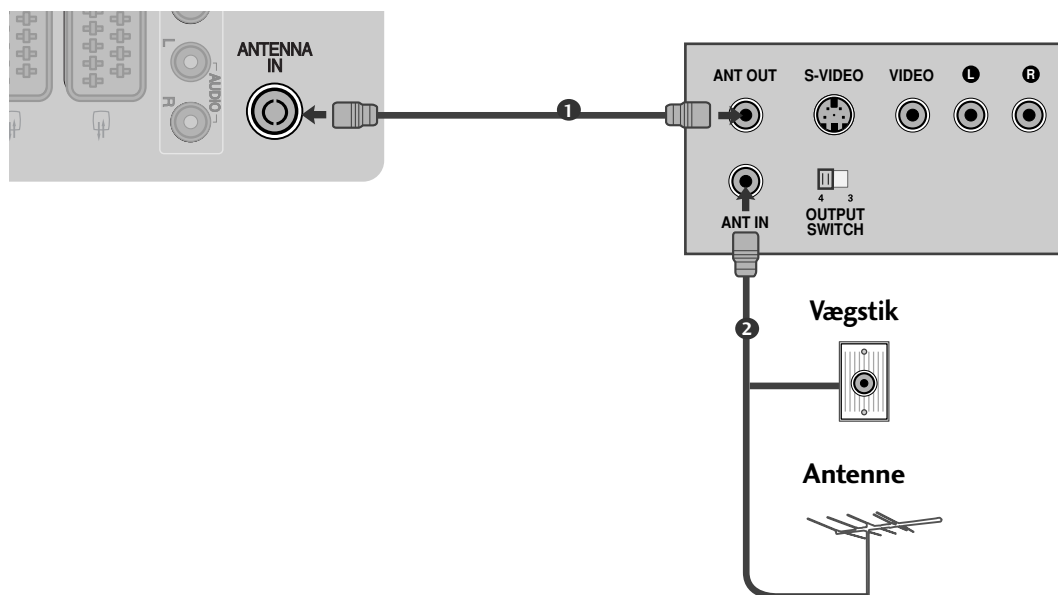 L
R
AUDIO
ANTENNA
IN
1
ANT OUT
S-VIDEO
VIDEO
L
R
ANT IN
4 3
OUTPUT
SWITCH
2
Vægstik
Antenne